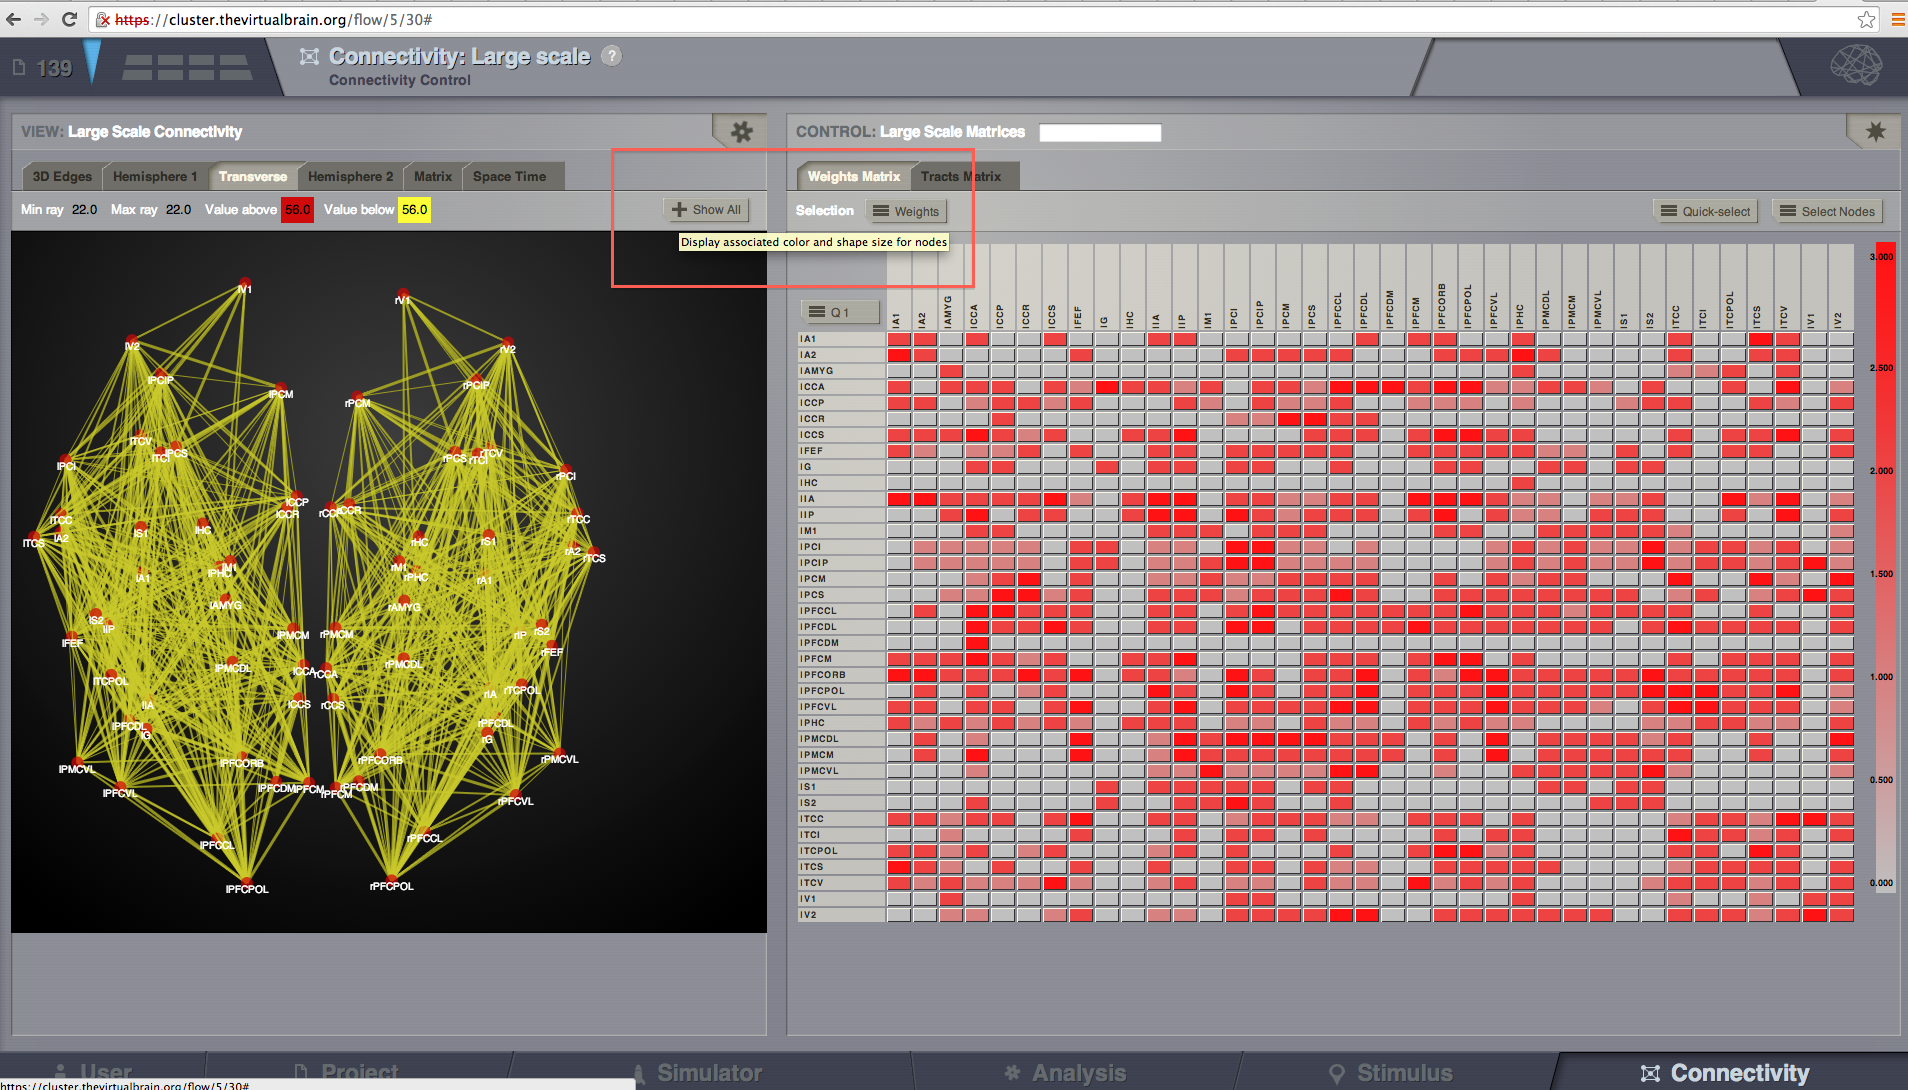 https://cluster.thevirtualbrain.org/flow/5/30#
139
Connectivity: Large scale ?
Connectivity Control
VIEW: Large Scale Connectivity
3D Edges Hemisphere 1 Transverse Hemisphere 2 Matrix Space Time
Min ray 22.0 Max ray 22.0 Value above 56.0 Value below 56.0
Show All
Display associated color and shape size for nodes
lV1
rV1
lV2
rV2
lPCIP
rPCIP
lPCM
rPCM
lTCV
lTCI
lPCS
rPCS
rTCI
rTCV
lPCI
rPCI
lCCP
lCCR
rCCR
lTCC
rTCC
lTCS
lA2
lS1
lHC
rHC
rS1
rA2
rTCS
lPHC
lM1
rM1
rPHC
lA1
rA1
lAMYG
rAMYG
lS2
lIP
lFEF
lPMCM
rPMCM
rIP
rS2
rFEF
lPMCDL
rPMCDL
lCCA
rCCA
lTCPOL
rTCPOL
lIA
rIA
lCCS
rCCS
lPFCDL
lG
rPFCDL
rG
lPFCORB
rPFCORB
lPMCVL
rPMCVL
lPFCVL
lPFCDM
lPFCM
rPFCM
rPFCDM
rPFCVL
lPFCCL
rPFCCL
lPFCPOL
rPFCPOL
CONTROL: Large Scale Matrices
Weights Matrix Tracts Matrix
Selection Weights Quick-select Select Nodes
Q 1
lA1 lA2 lAMYG lCCA lCCP lCCR lCCS lFEF lG lHC lIA lIP lM1 lPCI lPCIP lPCM lPCS lPFCCL lPFCDL lPFCDM lPFCM lPFCORB lPFCPOL lPFCVL lPHC lPMCDL lPMCM lPMCVL lS1 lS2 lTCC lTCI lTCPOL lTCS lTCV lV1 lV2
lA1
lA2
lAMYG
lCCA
lCCP
lCCR
lCCS
lFEF
lG
lHC
lIA
lIP
lM1
lPCI
lPCIP
lPCM
lPCS
lPFCCL
lPFCDL
lPFCDM
lPFCM
lPFCORB
lPFCPOL
lPFCVL
lPHC
lPMCDL
lPMCM
lPMCVL
lS1
lS2
lTCC
lTCI
lTCPOL
lTCS
lTCV
lV1
lV2
3.000
2.500
2.000
1.500
1.000
0.500
0.000
User Project Simulator Analysis Stimulus Connectivity
https://cluster.thevirtualbrain.org/flow/5/30#